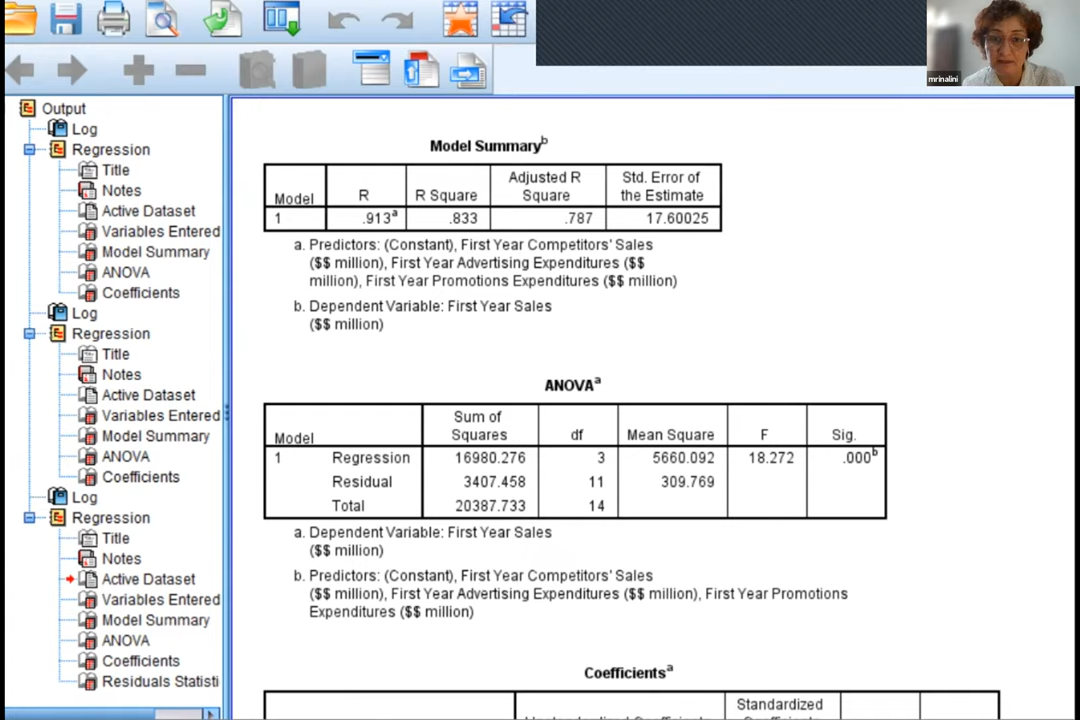 mrinalini
Output
Log
Regression
Title
Notes
Active Dataset
Variables Entered
Model Summary
ANOVA
Coefficients
Log
Regression
Title
Notes
Active Dataset
Variables Entered
Model Summary
ANOVA
Coefficients
Log
Regression
Title
Notes
Active Dataset
Variables Entered
Model Summary
ANOVA
Coefficients
Residuals Statisti
Model Summaryb
Model R R Square Adjusted R Square Std. Error of the Estimate
1 .913a .833 .787 17.60025
a. Predictors: (Constant), First Year Competitors' Sales
($$ million), First Year Advertising Expenditures ($$
million), First Year Promotions Expenditures ($$ million)
b. Dependent Variable: First Year Sales
($$ million)
ANOVAa
Model Sum of Squares df Mean Square F Sig.
1 Regression 16980.276 3 5660.092 18.272 .000b
Residual 3407.458 11 309.769
Total 20387.733 14
a. Dependent Variable: First Year Sales
($$ million)
b. Predictors: (Constant), First Year Competitors' Sales
($$ million), First Year Advertising Expenditures ($$ million), First Year Promotions
Expenditures ($$ million)
Coefficientsa
Standardized